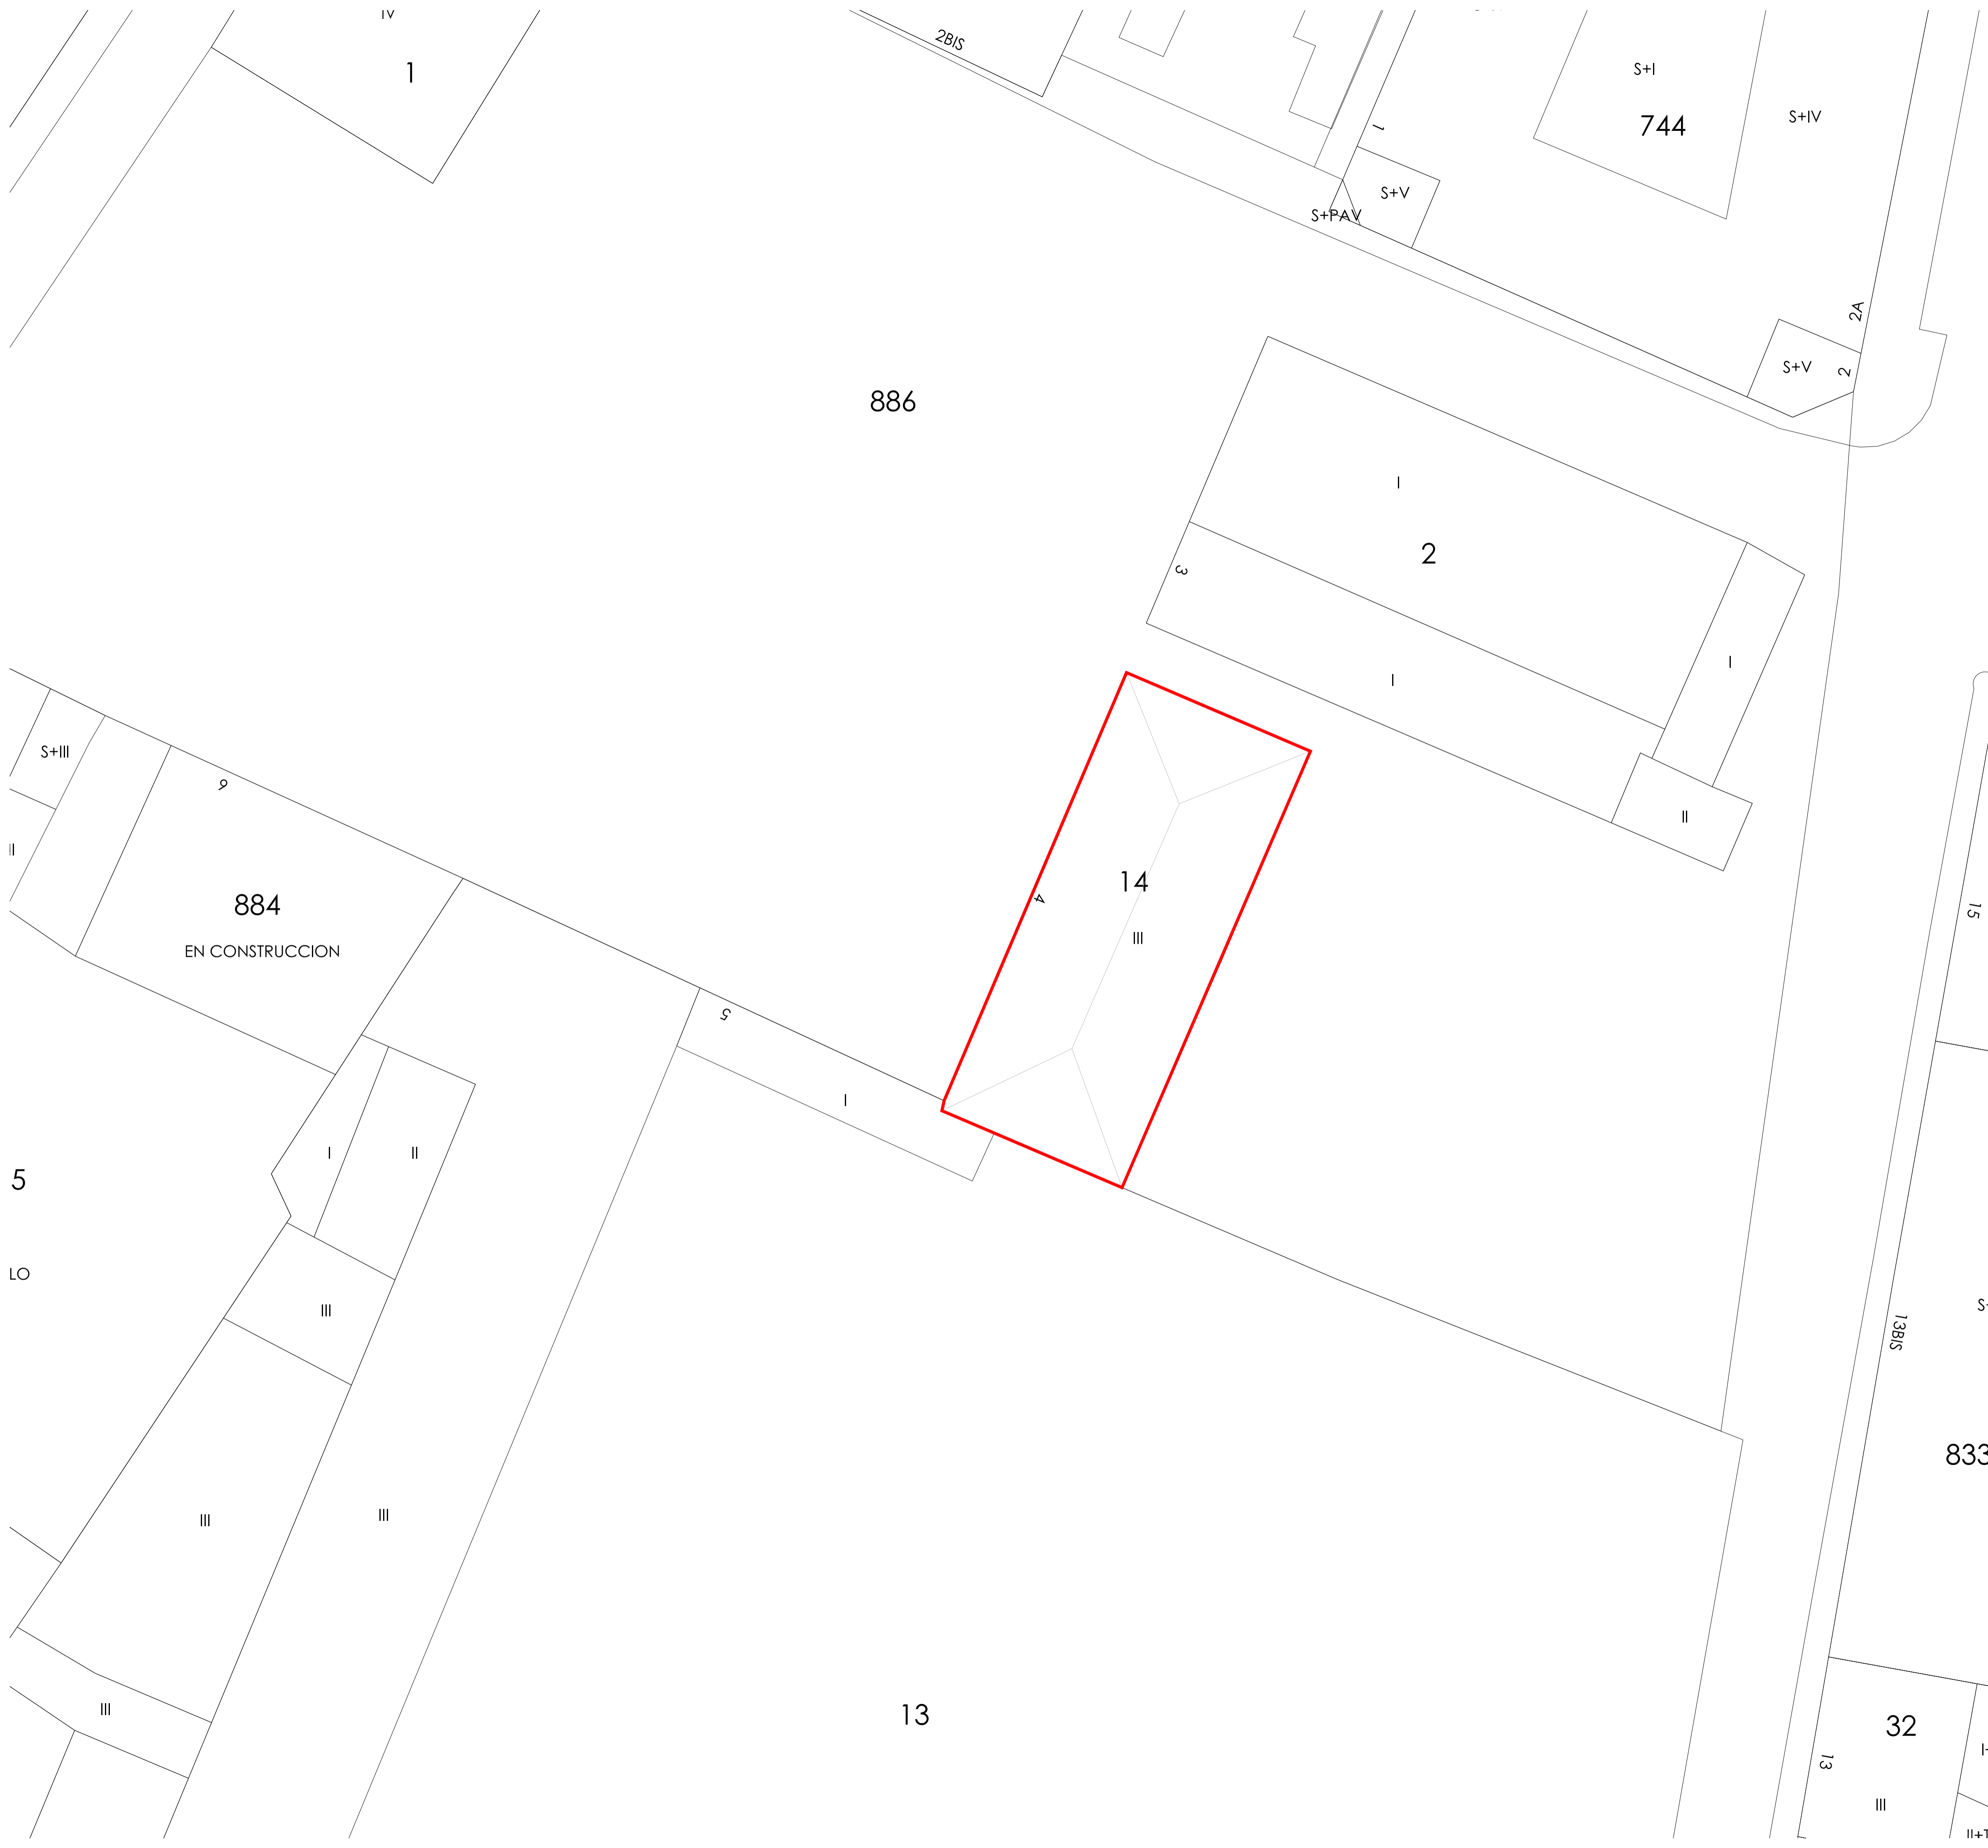 IV
1
2BIS
S+I
744
S+IV
1
S+V
S+PAV
2A
S+V
2
886
I
2
3
I
I
S+III
9
II
II
884
EN CONSTRUCCION
14
4
III
15
5
I
I
II
5
LO
III
13BIS
833
III
III
13
III
32
13
III